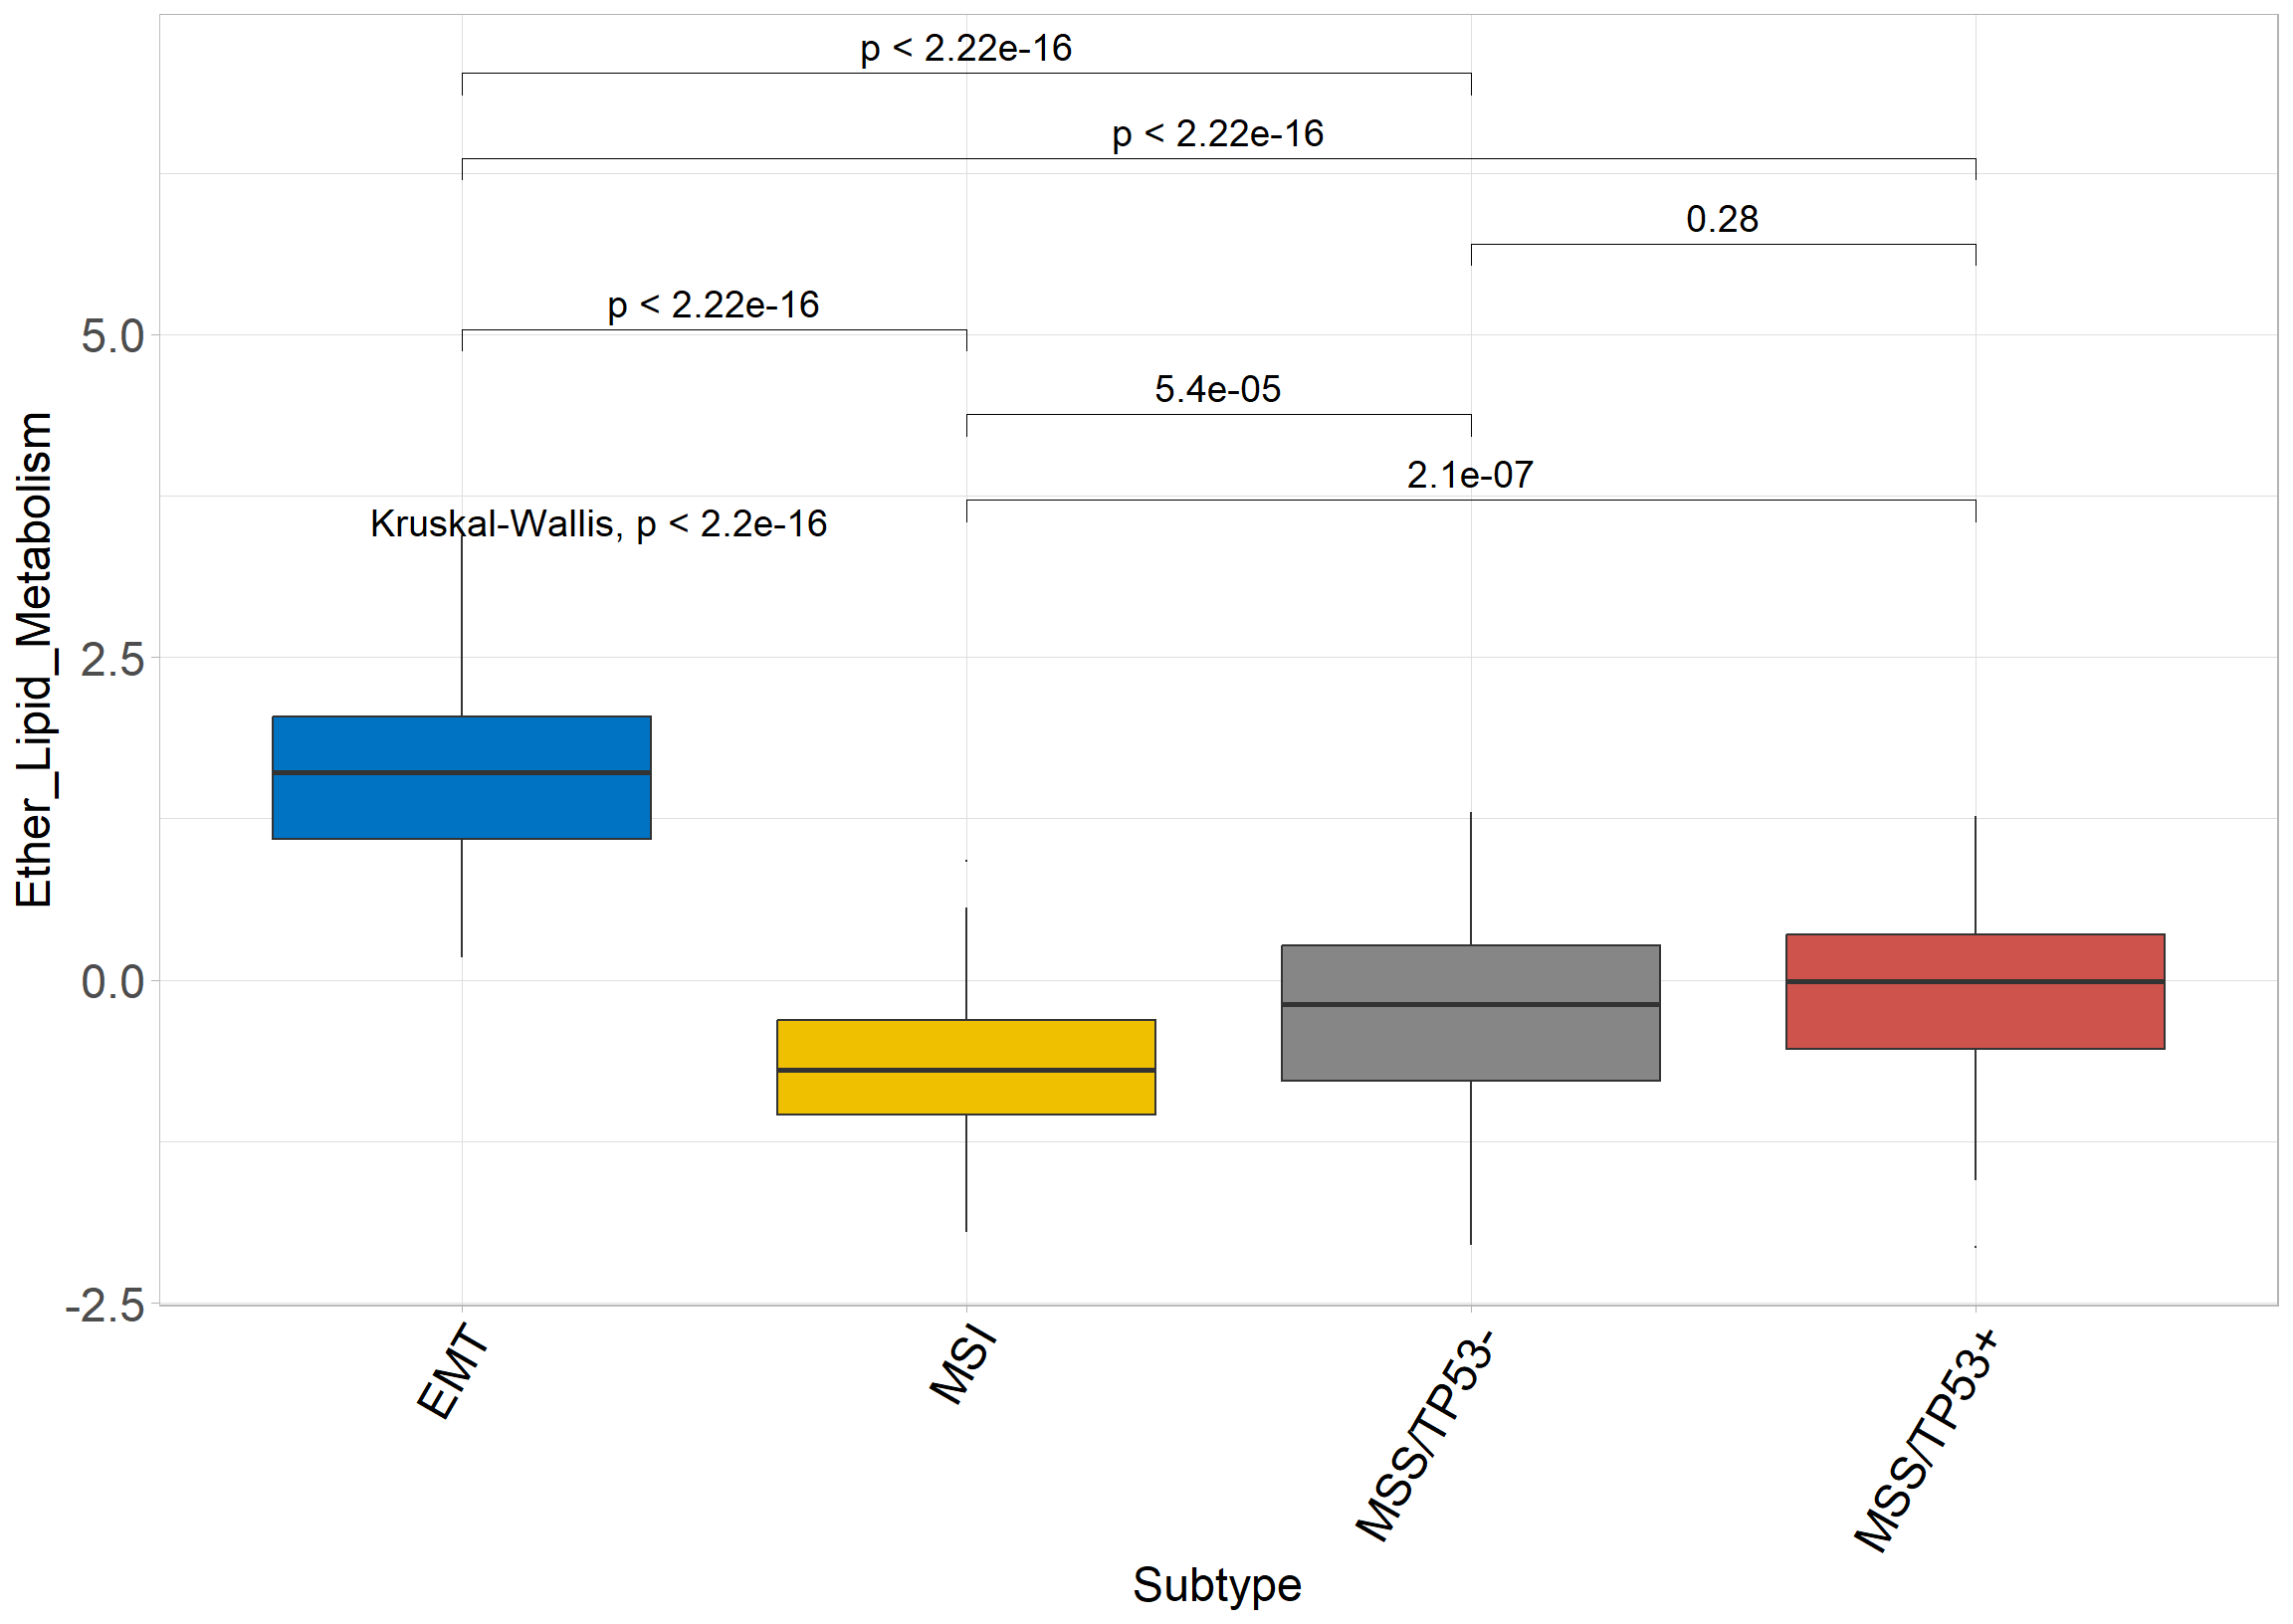 p < 2.22e-16
p < 2.22e-16
0.28
p < 2.22e-16
5.4e-05
2.1e-07
Kruskal-Wallis, p < 2.2e-16
Ether_Lipid_Metabolism
5.0
2.5
0.0
-2.5
EMT
MSI
MSS/TP53-
MSS/TP53+
Subtype